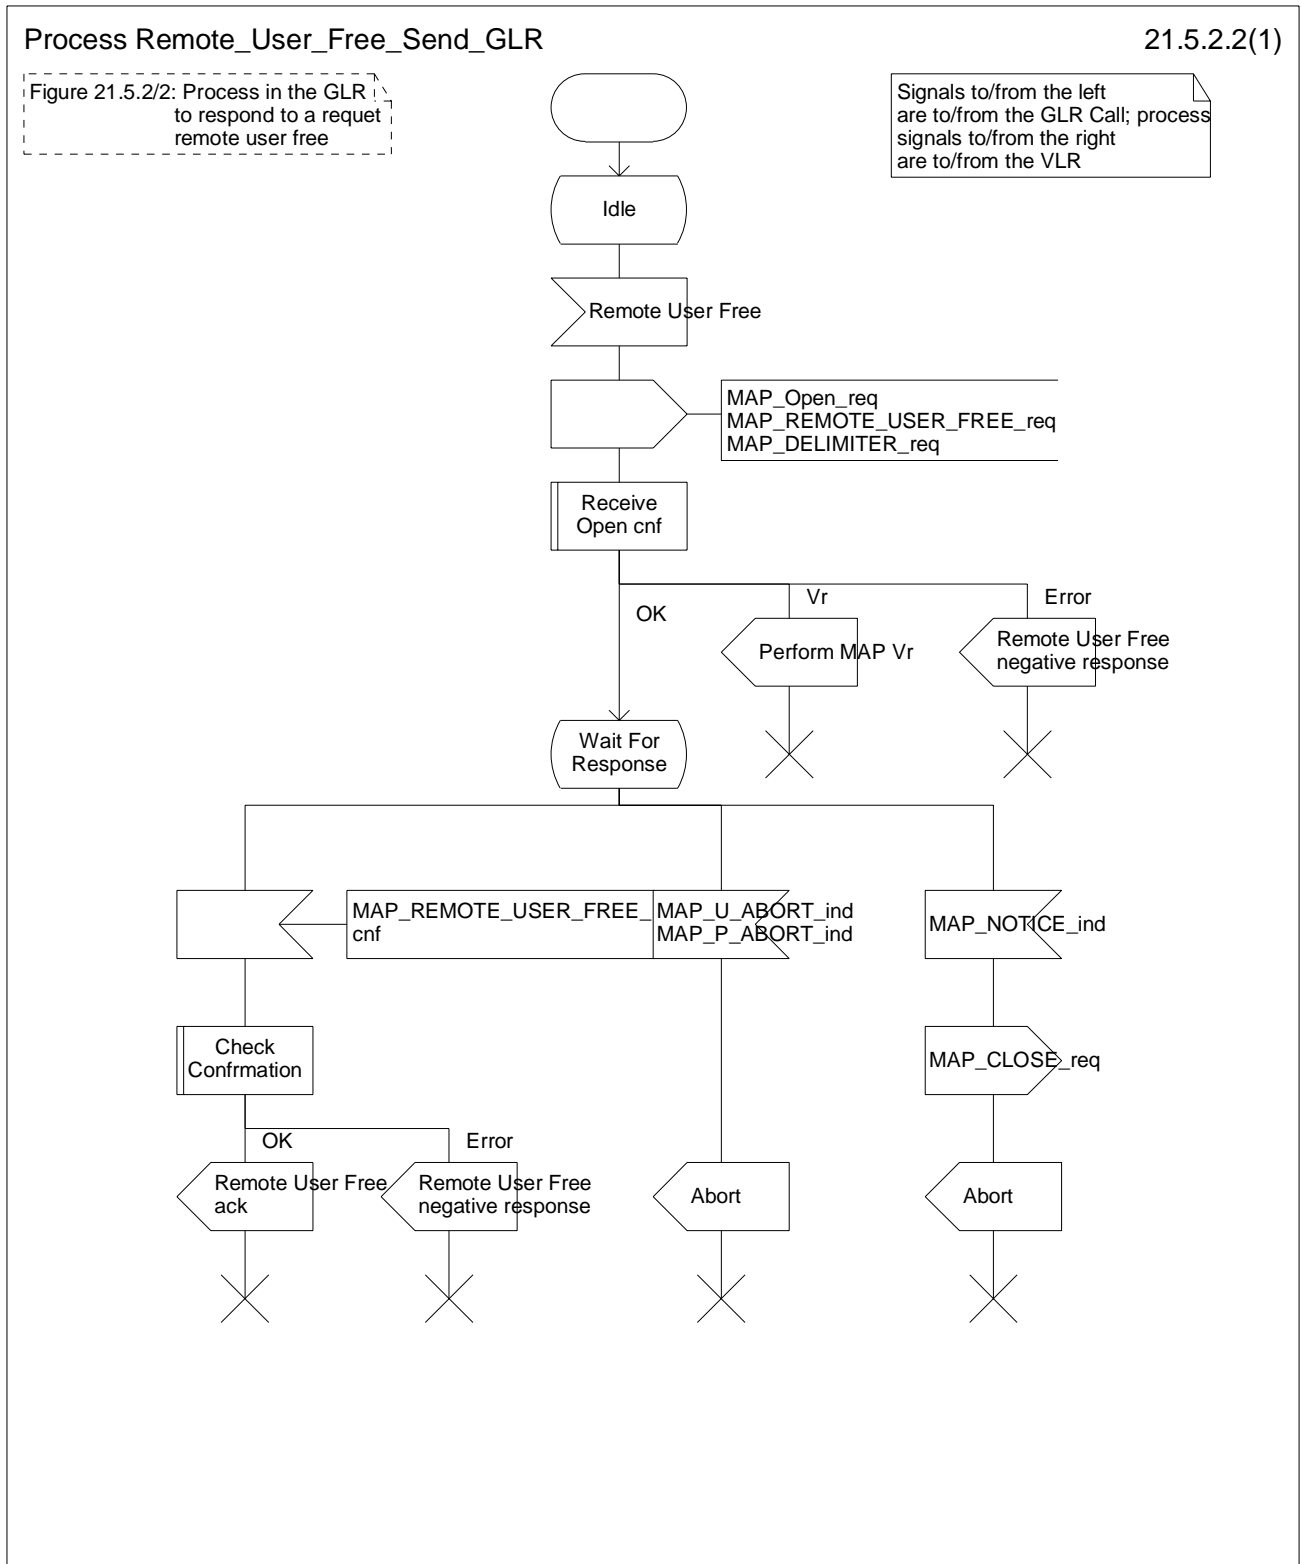 Process Remote_User_Free_Send_GLR
21.5.2.2(1)
Figure 21.5.2/2: Process in the GLR
to respond to a requet
remote user free
Signals to/from the left
are to/from the GLR Call; process
signals to/from the right
are to/from the VLR
Idle
Remote User Free
MAP_Open_req
MAP_REMOTE_USER_FREE_req
MAP_DELIMITER_req
Receive
Open cnf
OK
Vr
Error
Perform MAP Vr
Remote User Free
negative response
Wait For
Response
MAP_REMOTE_USER_FREE_
cnf
MAP_U_ABORT_ind
MAP_P_ABORT_ind
MAP_NOTICE_ind
Check
Confrmation
MAP_CLOSE_req
OK
Error
Remote User Free
ack
Remote User Free
negative response
Abort
Abort